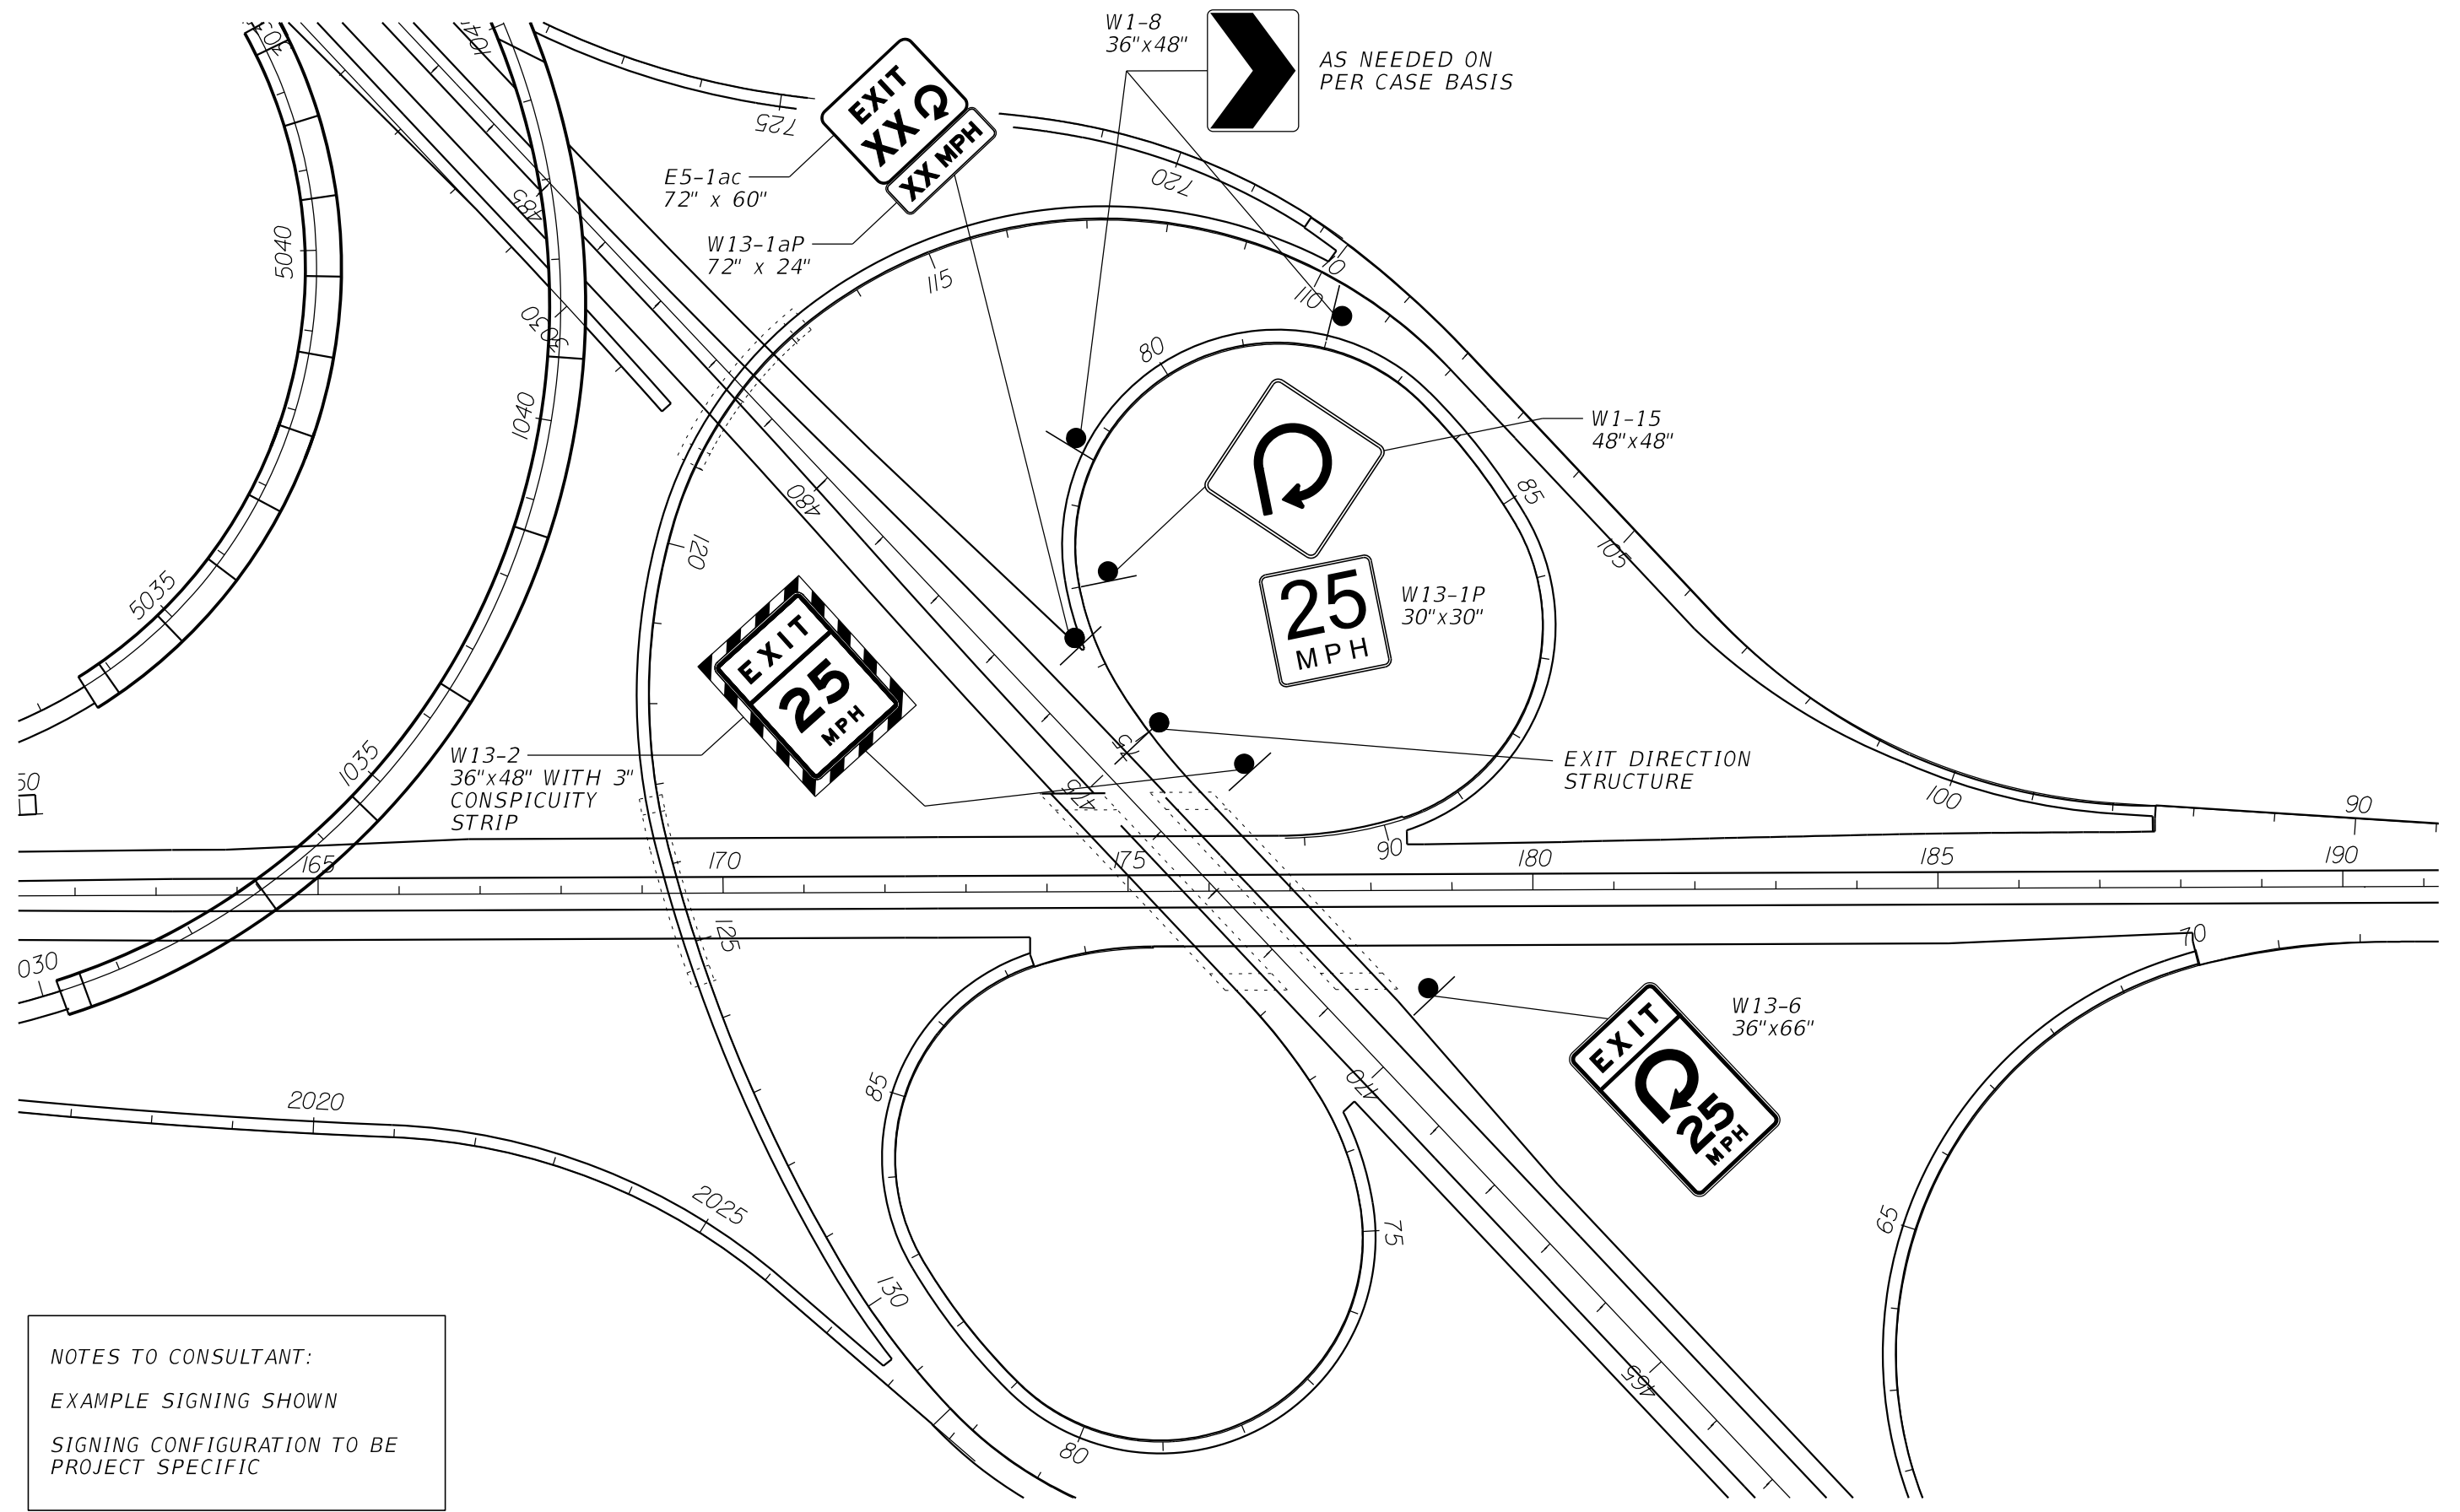 W1-8
36"x48"
AS NEEDED ON
PER CASE BASIS
EXIT
XX
XX MPH
E5-1ac
72" x 60"
W13-1aP
72" x 24"
725
720
10
110
115
485
5040
1040
80
W1-15
48"x48"
85
480
120
105
5035
25
MPH
W13-1P
30"x30"
EXIT
25
MPH
W13-2
36"x48" WITH 3"
CONSPICUITY
STRIP
1035
75
475
EXIT DIRECTION
STRUCTURE
100
90
165
170
175
90
180
185
190
125
70
030
W13-6
36"x66"
EXIT
25
MPH
470
85
2020
2025
75
65
130
465
80
NOTES TO CONSULTANT:
EXAMPLE SIGNING SHOWN
SIGNING CONFIGURATION TO BE
PROJECT SPECIFIC